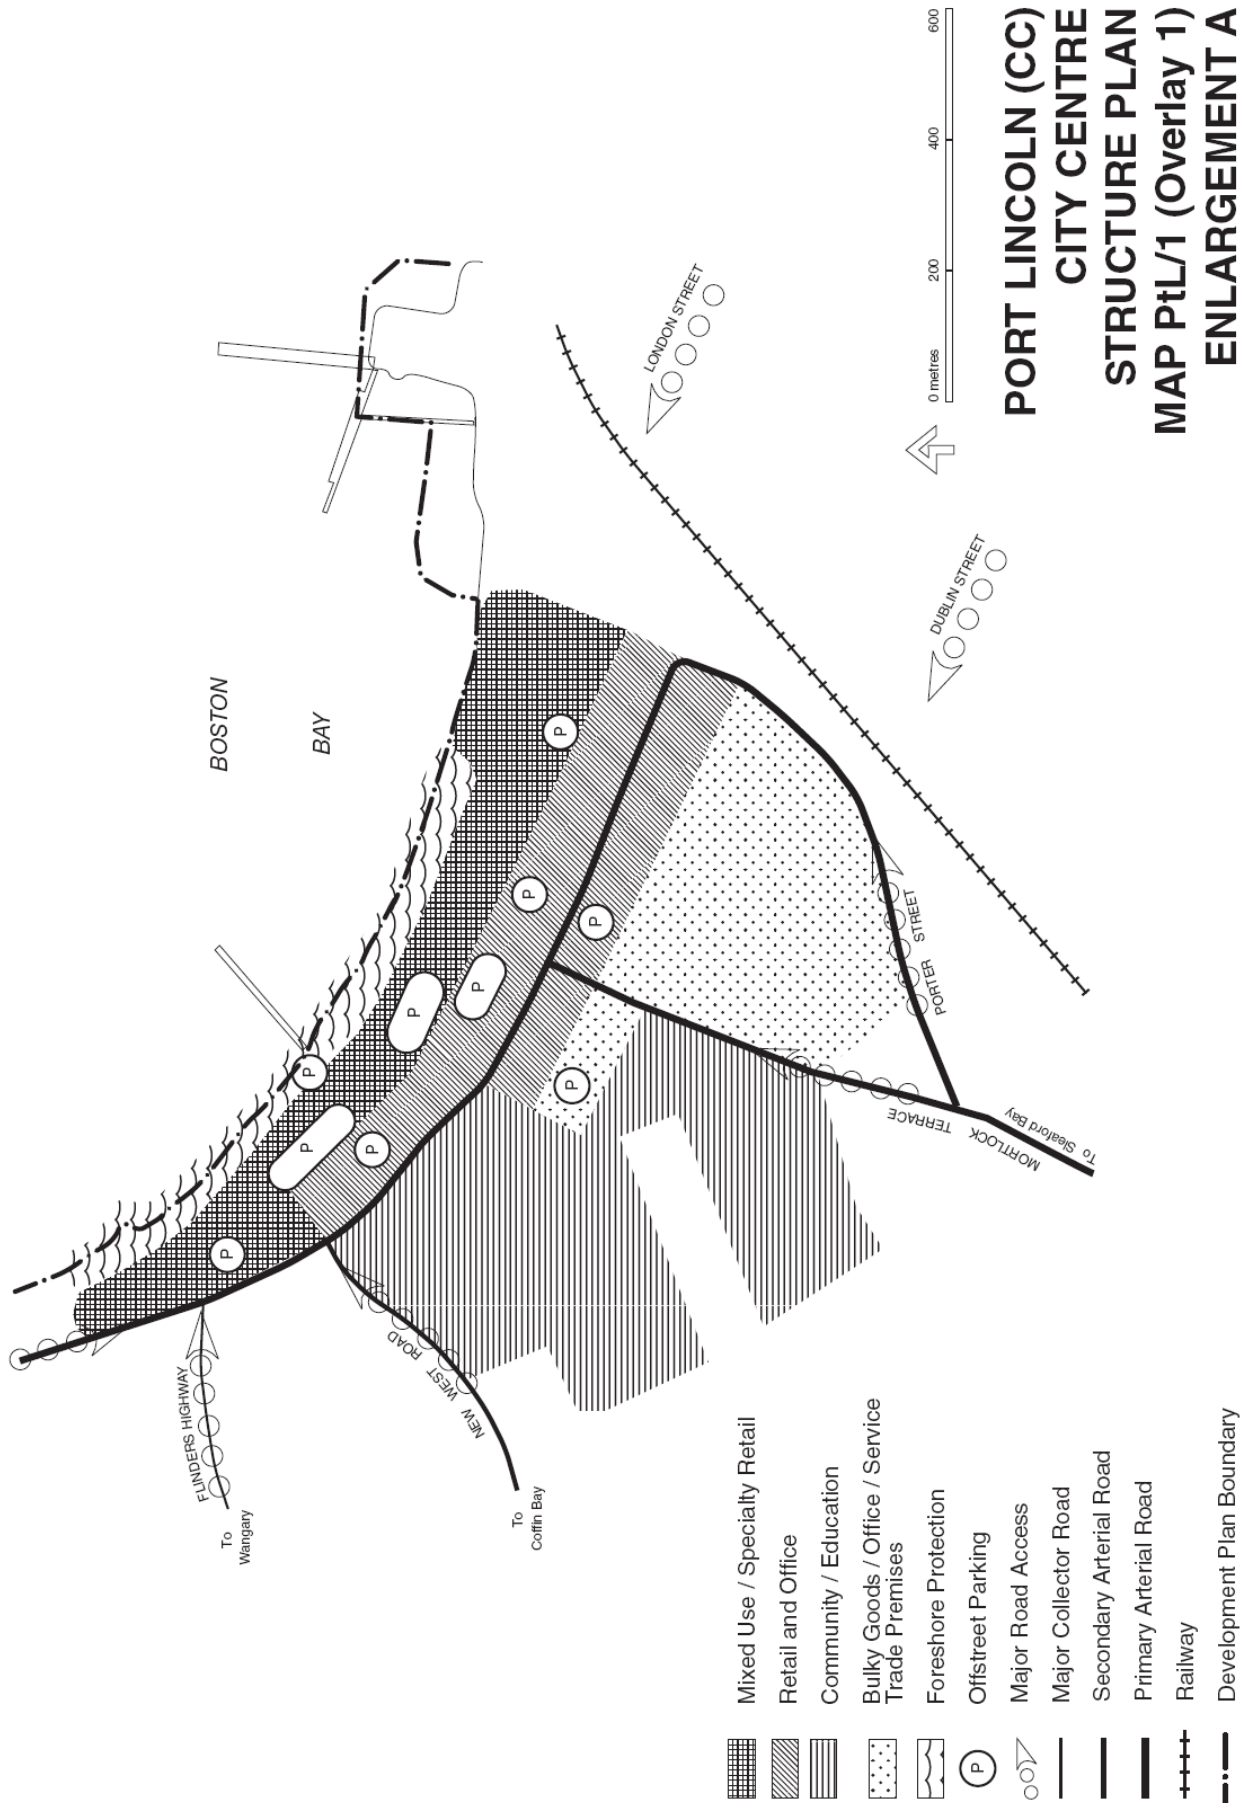 BOSTON
BAY
FLINDERS HIGHWAY
To
Wangary
NEW WEST ROAD
To
Coffin Bay
MORTLOCK TERRACE
To Sleaford Bay
PORTER STREET
LONDON STREET
DUBLIN STREET
P
P
P
P
P
P
P
P
P
P
Mixed Use / Specialty Retail
Retail and Office
Community / Education
Bulky Goods / Office / Service
Trade Premises
Foreshore Protection
P
Offstreet Parking
Major Road Access
Major Collector Road
Secondary Arterial Road
Primary Arterial Road
Railway
Development Plan Boundary
0 metres 200 400 600
PORT LINCOLN (CC)
CITY CENTRE
STRUCTURE PLAN
MAP PtL/1 (Overlay 1)
ENLARGEMENT A